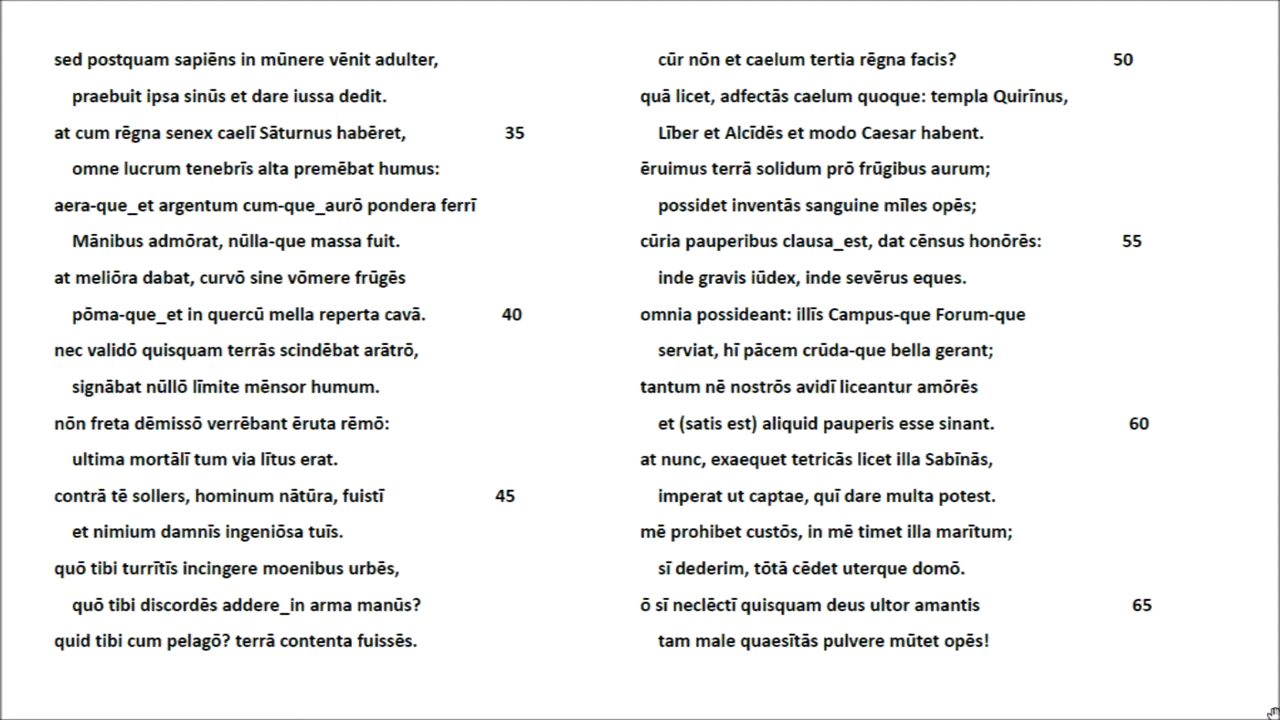 sed postquam sapiēns in mūnere vēnit adulter,
praebuit ipsa sinūs et dare iussa dedit.
at cum rēgna senex caelī Sāturnus habēret, 35
omne lucrum tenebrīs alta premēbat humus:
aera-que_et argentum cum-que_aurō pondera ferrī
Mānibus admōrat, nūlla-que massa fuit.
at meliōra dabat, curvō sine vōmere frūgēs
pōma-que_et in quercū mella reperta cavā. 40
nec validō quisquam terrās scindēbat arātrō,
signābat nūllō līmite mēnsor humum.
nōn freta dēmissō verrēbant ēruta rēmō:
ultima mortālī tum via lītus erat.
contrā tē sollers, hominum nātūra, fuistī 45
et nimium damnīs ingeniōsa tuīs.
quō tibi turrītīs incingere moenibus urbēs,
quō tibi discordēs addere_in arma manūs?
quid tibi cum pelagō? terrā contenta fuissēs.
cūr nōn et caelum tertia rēgna facis? 50
quā licet, adfectās caelum quoque: templa Quirīnus,
Līber et Alcīdēs et modo Caesar habent.
ēruimus terrā solidum prō frūgibus aurum;
possidet inventās sanguine mīles opēs;
cūria pauperibus clausa_est, dat cēnsus honōrēs: 55
inde gravis iūdex, inde sevērus eques.
omnia possideant: illīs Campus-que Forum-que
serviat, hī pācem crūda-que bella gerant;
tantum nē nostrōs avidī liceantur amōrēs
et (satis est) aliquid pauperis esse sinant. 60
at nunc, exaequet tetricās licet illa Sabīnās,
imperat ut captae, quī dare multa potest.
mē prohibet custōs, in mē timet illa marītum;
sī dederim, tōtā cēdet uterque domō.
ō sī neclēctī quisquam deus ultor amantis 65
tam male quaesītās pulvere mūtet opēs!